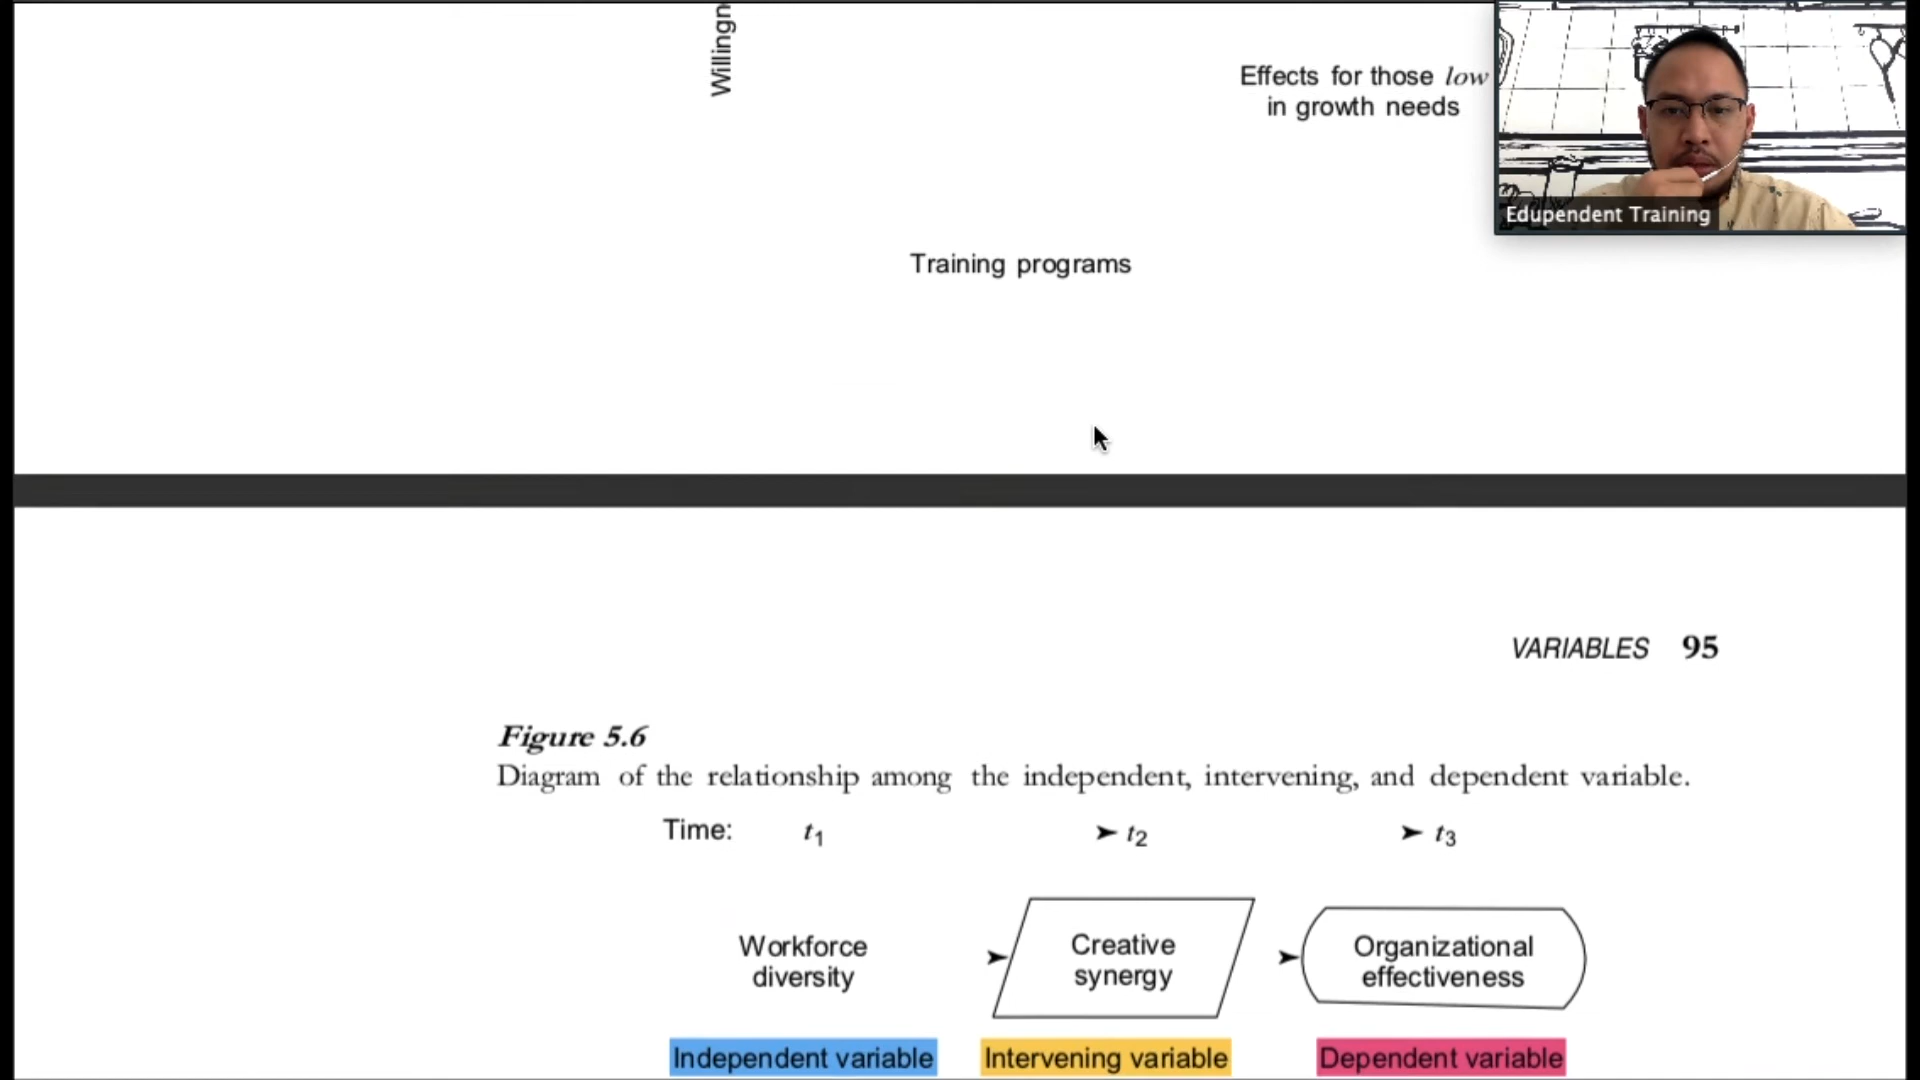 Willingn
Effects for those low
in growth needs
Edupendent Training
Training programs
VARIABLES 95
Figure 5.6
Diagram of the relationship among the independent, intervening, and dependent variable.
Time: t1 ➤ t2 ➤ t3
Workforce
diversity
Creative
synergy
Organizational
effectiveness
Independent variable
Intervening variable
Dependent variable